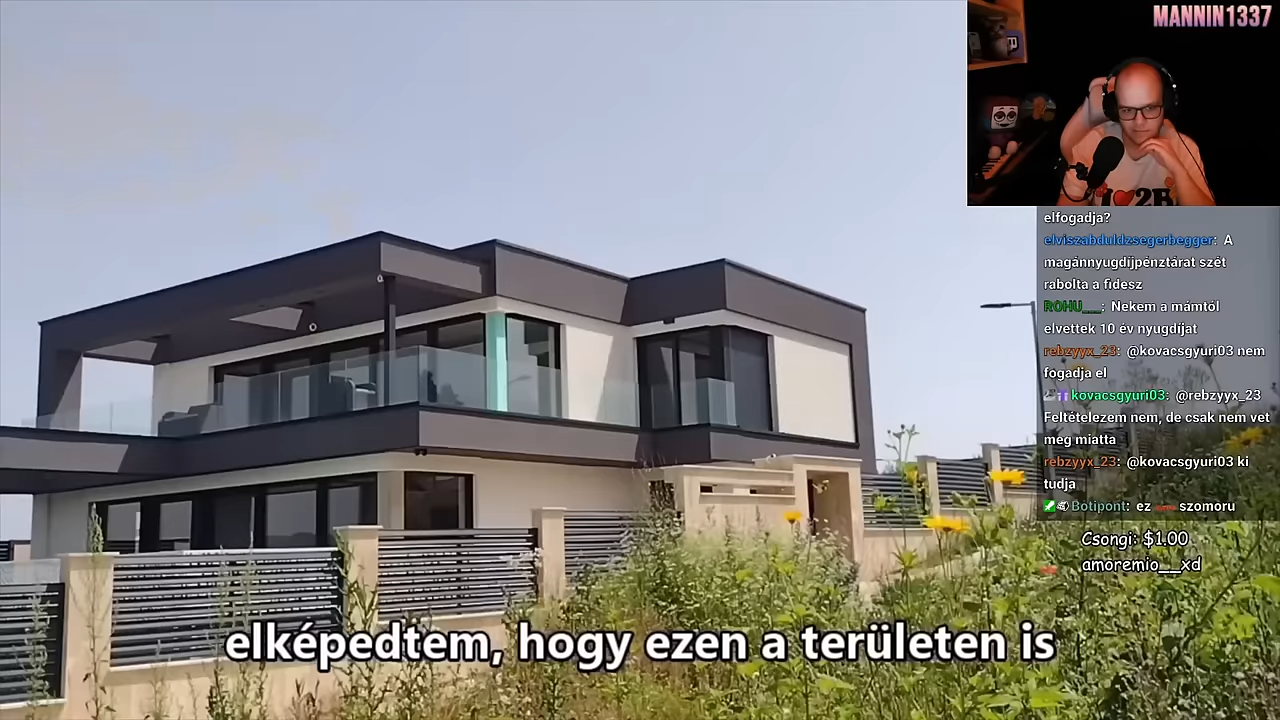 MANNIN1337
I 2B
elfogadja?
elviszabduldzsegerbegger: A
magánnyugdíjpénztárat szét
rabolta a fidesz
ROHU___: Nekem a mámtól
elvettek 10 év nyugdíjat
rebzyyx_23: @kovacsgyuri03 nem
fogadja el
kovacsgyuri03: @rebzyyx_23
Feltételezem nem, de csak nem vet
meg miatta
rebzyyx_23: @kovacsgyuri03 ki
tudja
Botipont: ez szomoru
Csongi: $1.00
amoremio__xd
elképedtem, hogy ezen a területen is